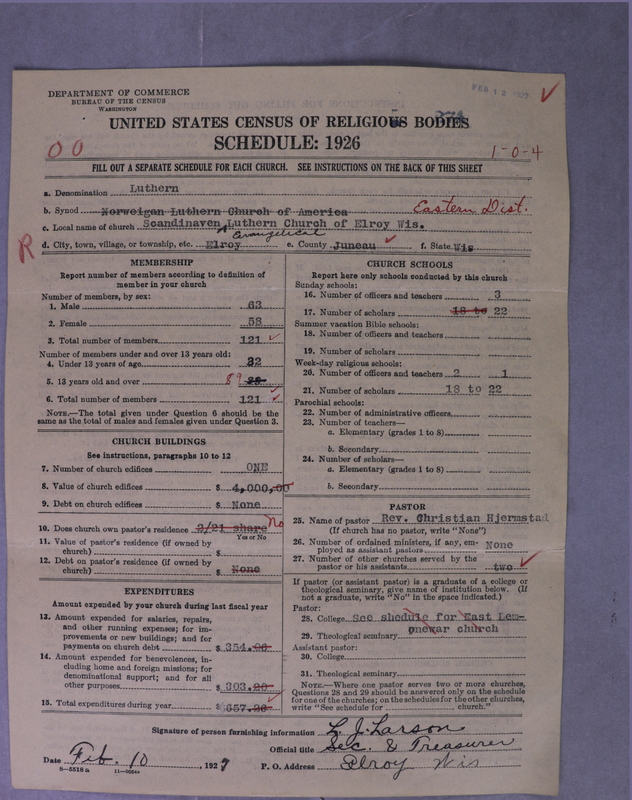 DEPARTMENT OF COMMERCE
BUREAU OF THE CENSUS
WASHINGTON
FEB 12 1927
UNITED STATES CENSUS OF RELIGIOUS BODIES
SCHEDULE: 1926
00
1-0-4
FILL OUT A SEPARATE SCHEDULE FOR EACH CHURCH. SEE INSTRUCTIONS ON THE BACK OF THIS SHEET
a. Denomination Luthern
b. Synod Norweigan Luthern Church of America Eastern Dist.
c. Local name of church Scandinaven Luthern Church of Elroy Wis.
Evangelical
R
d. City, town, village, or township, etc. Elroy e. County Juneau f. State Wis
MEMBERSHIP
Report number of members according to definition of
member in your church
Number of members, by sex:
1. Male 63
2. Female 58
3. Total number of members 121
Number of members under and over 13 years old:
4. Under 13 years of age 32
5. 13 years old and over 89
6. Total number of members 121
NOTE.—The total given under Question 6 should be the
same as the total of males and females given under Question 3.
CHURCH BUILDINGS
See instructions, paragraphs 10 to 12
7. Number of church edifices ONE
8. Value of church edifices $ 4,000,00
9. Debt on church edifices $ None
10. Does church own pastor's residence 2/21 share No
Yes or No
11. Value of pastor's residence (if owned by
church) $
12. Debt on pastor's residence (if owned by
church) $ None
EXPENDITURES
Amount expended by your church during last fiscal year
13. Amount expended for salaries, repairs,
and other running expenses; for im-
provements or new buildings; and for
payments on church debt $ 354.00
14. Amount expended for benevolences, in-
cluding home and foreign missions; for
denominational support; and for all
other purposes $ 303.26
15. Total expenditures during year $ 657.26
CHURCH SCHOOLS
Report here only schools conducted by this church
Sunday schools:
16. Number of officers and teachers 3
17. Number of scholars 18 to 22
Summer vacation Bible schools:
18. Number of officers and teachers
19. Number of scholars
Week-day religious schools:
20. Number of officers and teachers 2 1
21. Number of scholars 18 to 22
Parochial schools:
22. Number of administrative officers
23. Number of teachers—
a. Elementary (grades 1 to 8)
b. Secondary
24. Number of scholars—
a. Elementary (grades 1 to 8)
b. Secondary
PASTOR
25. Name of pastor Rev. Christian Hjermstad
(If church has no pastor, write "None")
26. Number of ordained ministers, if any, em-
ployed as assistant pastors None
27. Number of other churches served by the
pastor or his assistants two
If pastor (or assistant pastor) is a graduate of a college or
theological seminary, give name of institution below. (If
not a graduate, write "No" in the space indicated.)
Pastor:
28. College See shedule for East Lem-
29. Theological seminary onewar church
Assistant pastor:
30. College
31. Theological seminary
NOTE.—Where one pastor serves two or more churches,
Questions 28 and 29 should be answered only on the schedule
for one of the churches; on the schedules for the other churches,
write "See schedule for church."
Signature of person furnishing information L. J. Larson
Official title Sec. & Treasurer
Date Feb. 10, 1927 P. O. Address Elroy Wis
8—5518a 11—9054